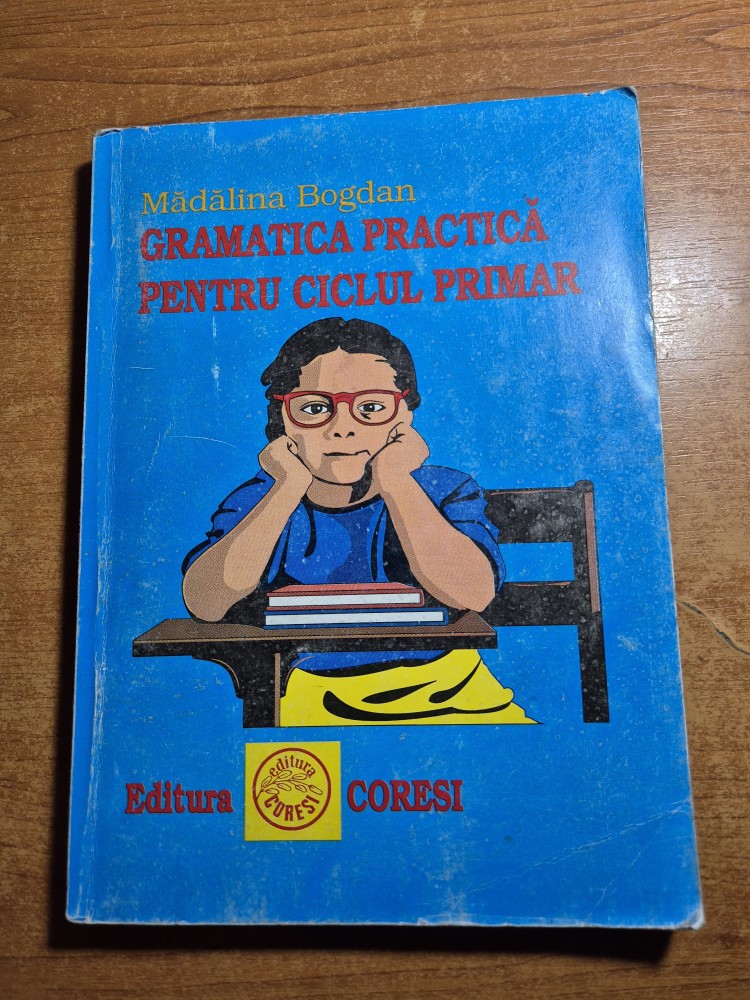 Mădălina Bogdan
GRAMATICA PRACTICĂ
PENTRU CICLUL PRIMAR
Editura
editura
CORESI
CORESI